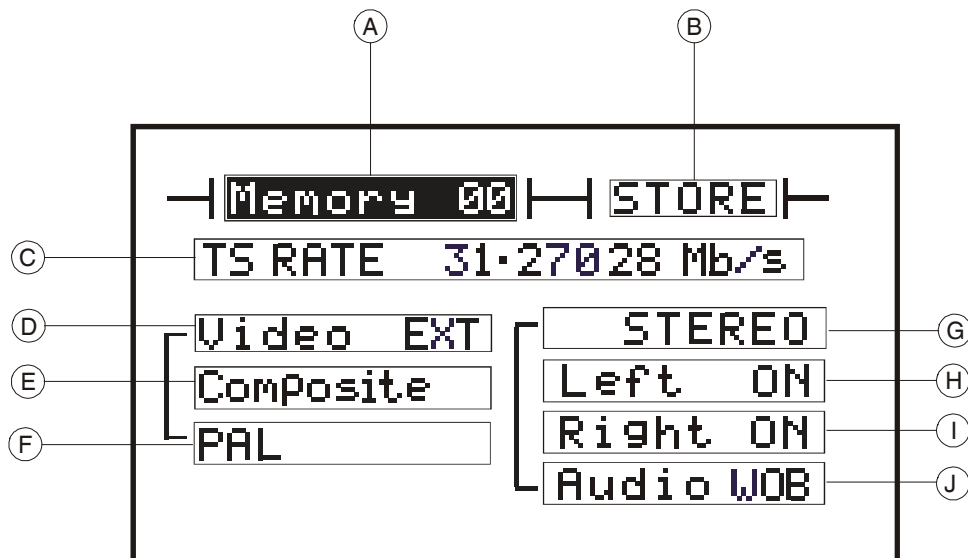 A B
Memory 00 STORE
C TS RATE 31·27028 Mb/s
D Video EXT STEREO G
E Composite Left ON H
F PAL Right ON I
Audio WOB J